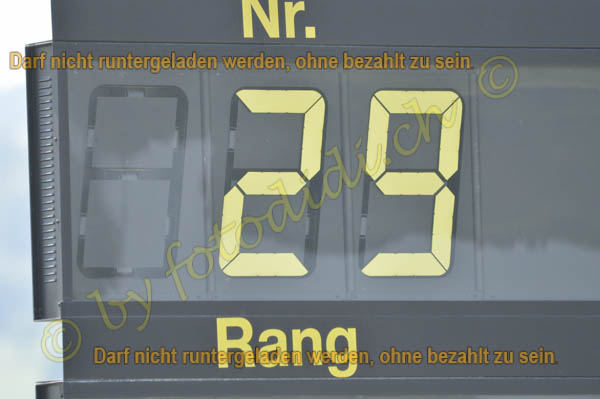 Nr.
Darf nicht runtergeladen werden, ohne bezahlt zu sein.
29
© by fotodidi.ch ©
Rang
Darf nicht runtergeladen werden, ohne bezahlt zu sein.